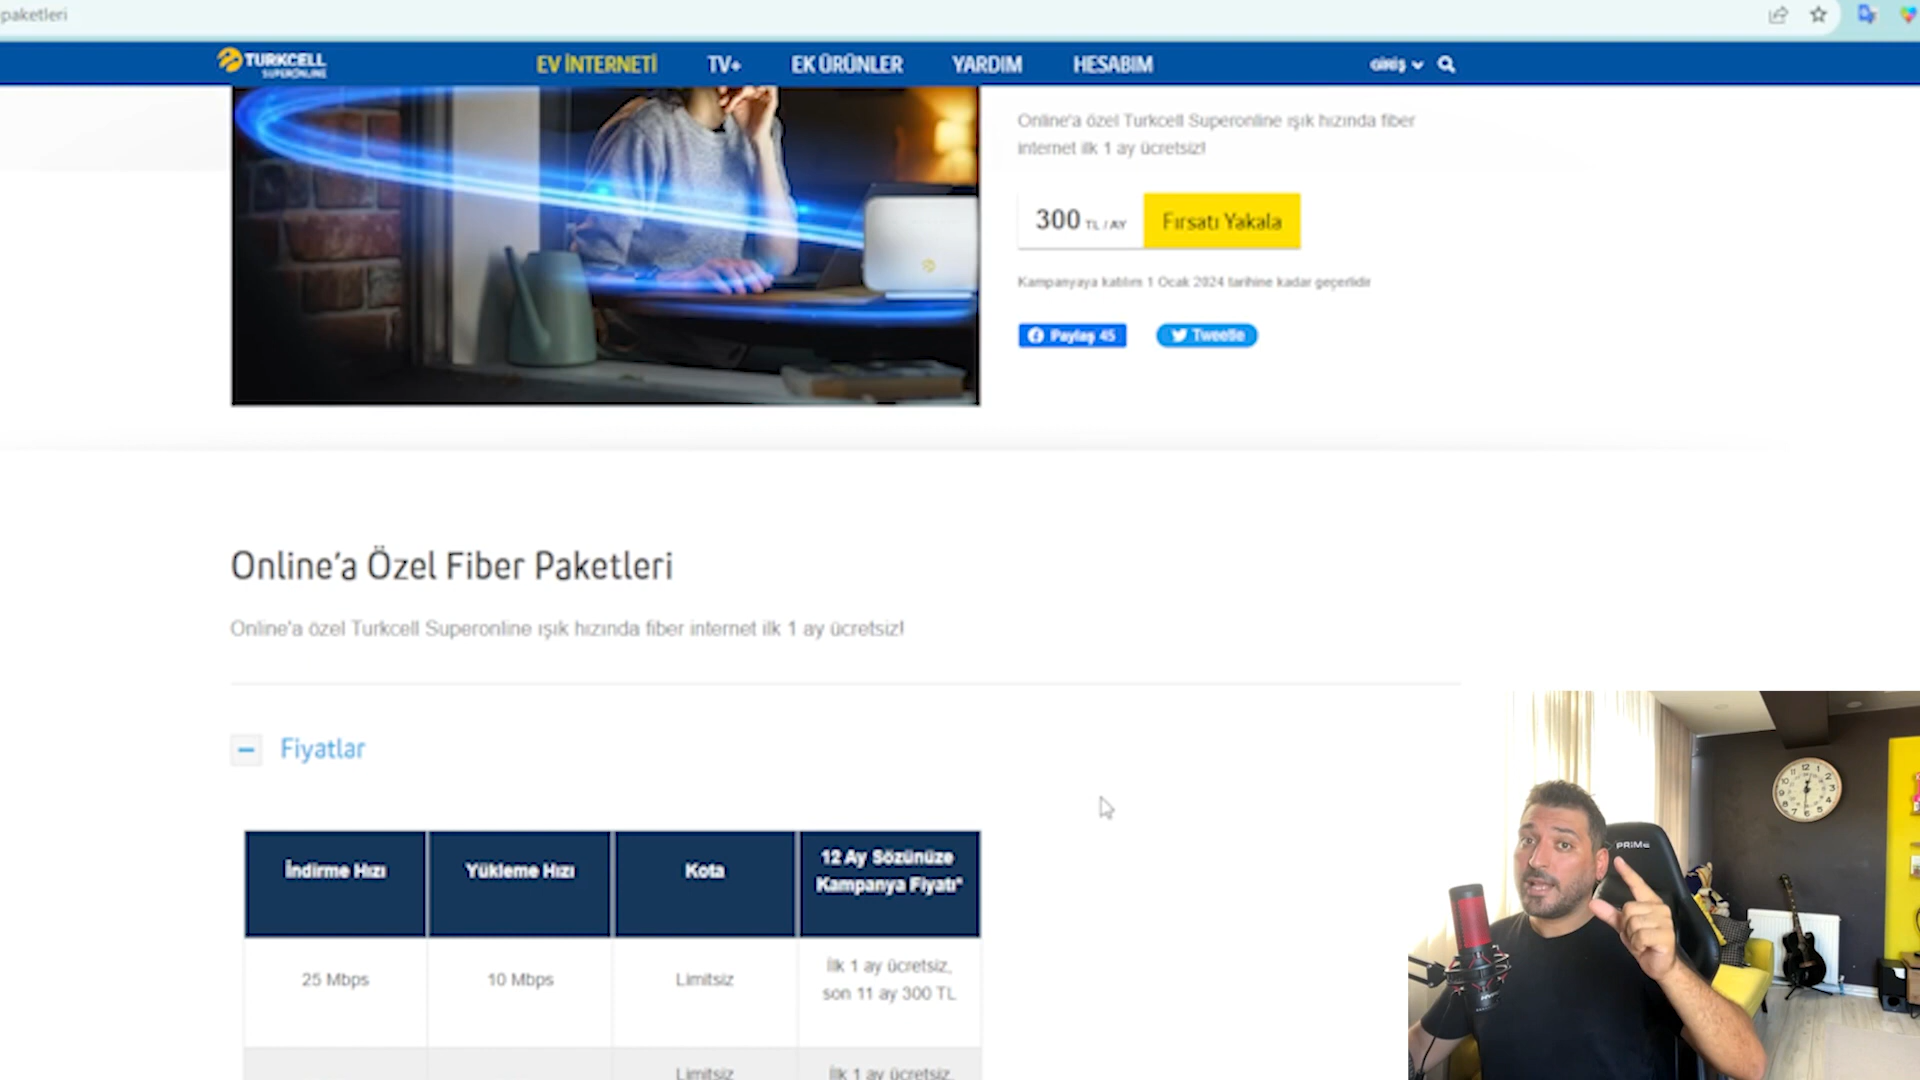 paketleri
TURKCELL
SUPERONLINE
EV İNTERNETİ
TV+
EK ÜRÜNLER
YARDIM
HESABIM
GİRİŞ
Online'a özel Turkcell Superonline ışık hızında fiber
internet ilk 1 ay ücretsiz!
300 TL / AY
Fırsatı Yakala
Kampanyaya katılım 1 Ocak 2024 tarihine kadar geçerlidir
Paylaş 45
Tweetle
Online'a Özel Fiber Paketleri
Online'a özel Turkcell Superonline ışık hızında fiber internet ilk 1 ay ücretsiz!
Fiyatlar
İndirme Hızı
Yükleme Hızı
Kota
12 Ay Sözünüze
Kampanya Fiyatı*
25 Mbps
10 Mbps
Limitsiz
İlk 1 ay ücretsiz,
son 11 ay 300 TL
Limitsiz
İlk 1 ay ücretsiz,
PRiMe